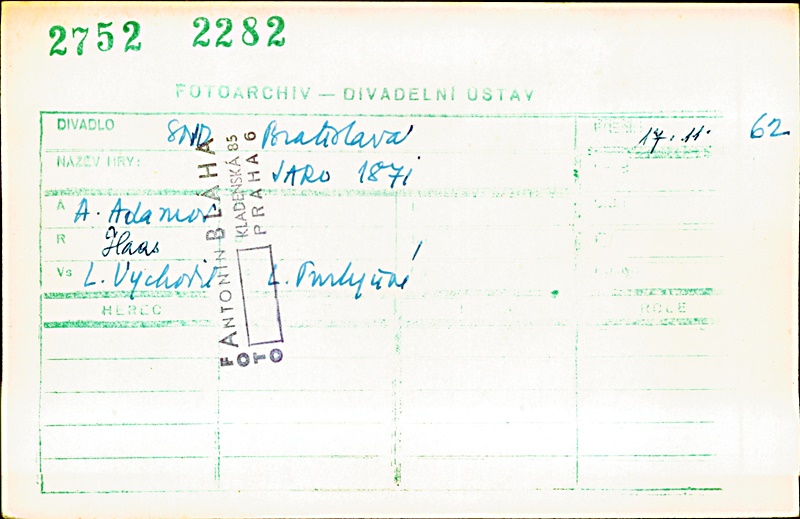 2752 2282
FOTOARCHIV — DIVADELNÍ ÚSTAV
DIVADLO SND Bratislava 17.11. 62
NÁZEV HRY: JARO 1871
A A. Adamov
R Haas
Vs L. Vychodil L. Purkyňová
HEREC ROLE
FOTO ANTONÍN BLÁHA
KLADENSKÁ 85
PRAHA 6